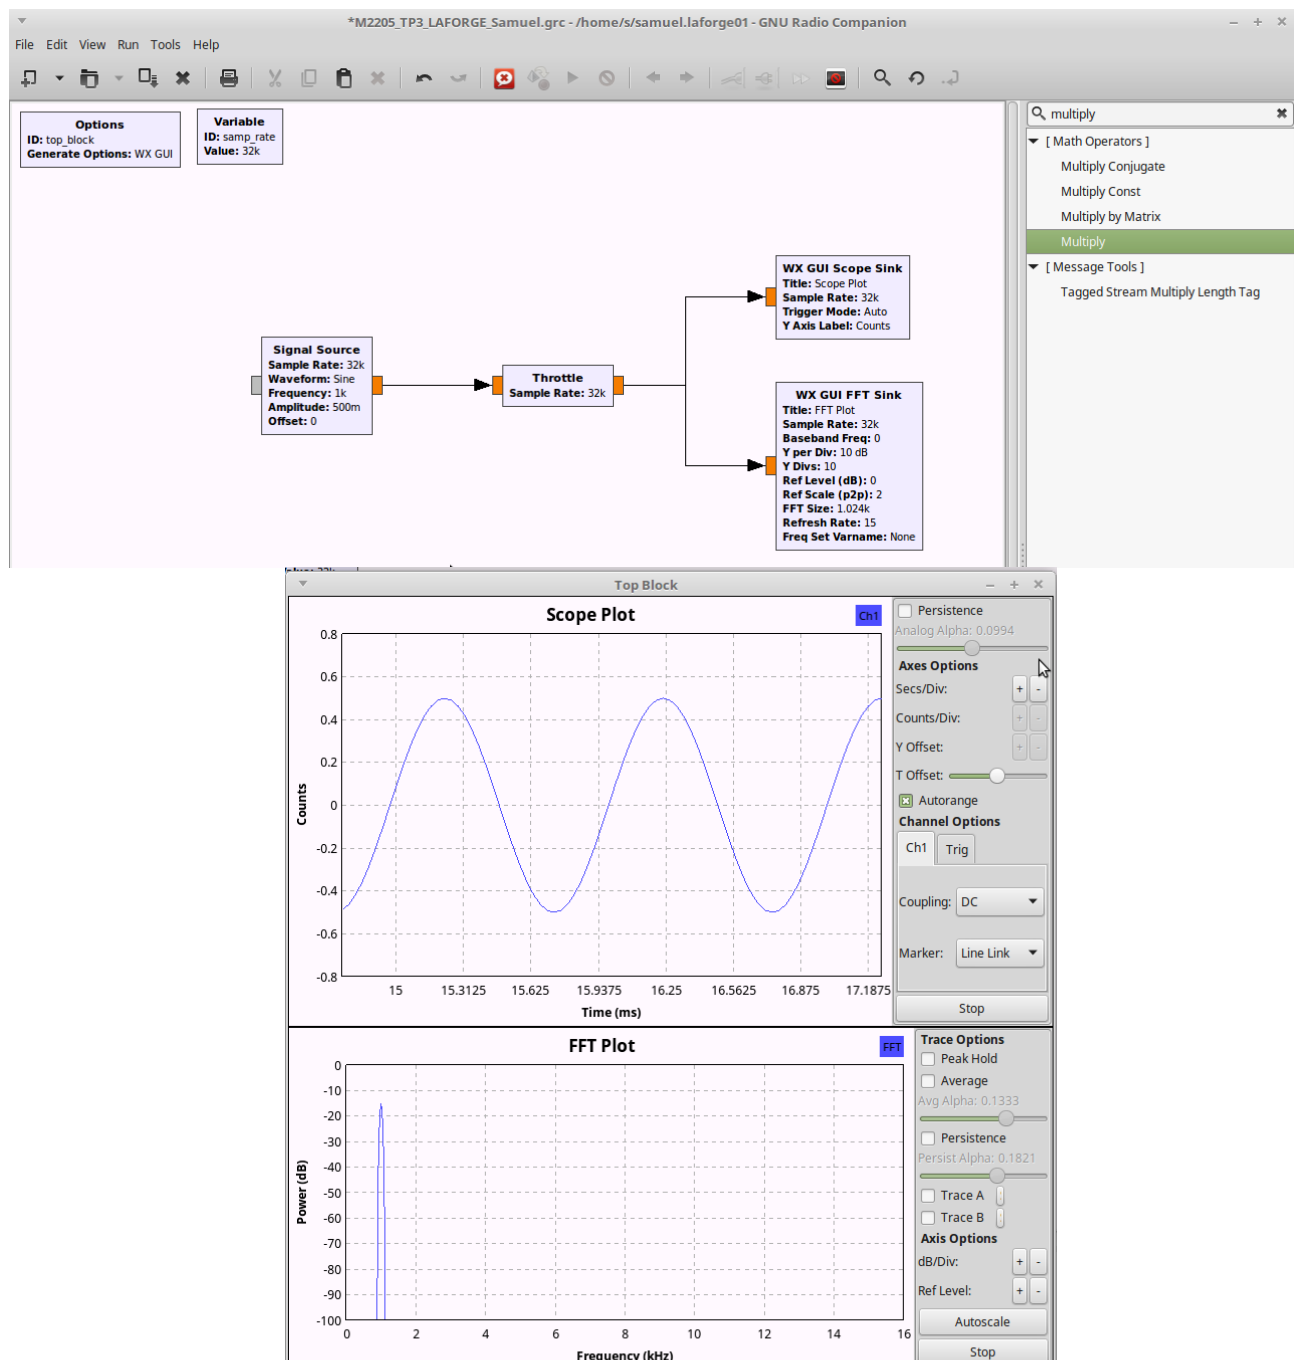 *M2205_TP3_LAFORGE_Samuel.grc - /home/s/samuel.laforge01 - GNU Radio Companion
File Edit View Run Tools Help
Options
ID: top_block
Generate Options: WX GUI
Variable
ID: samp_rate
Value: 32k
multiply
[ Math Operators ]
Multiply Conjugate
Multiply Const
Multiply by Matrix
Multiply
[ Message Tools ]
Tagged Stream Multiply Length Tag
Signal Source
Sample Rate: 32k
Waveform: Sine
Frequency: 1k
Amplitude: 500m
Offset: 0
Throttle
Sample Rate: 32k
WX GUI Scope Sink
Title: Scope Plot
Sample Rate: 32k
Trigger Mode: Auto
Y Axis Label: Counts
WX GUI FFT Sink
Title: FFT Plot
Sample Rate: 32k
Baseband Freq: 0
Y per Div: 10 dB
Y Divs: 10
Ref Level (dB): 0
Ref Scale (p2p): 2
FFT Size: 1.024k
Refresh Rate: 15
Freq Set Varname: None
Top Block
Scope Plot
Ch1
0.8
0.6
0.4
0.2
0
-0.2
-0.4
-0.6
-0.8
Counts
15 15.3125 15.625 15.9375 16.25 16.5625 16.875 17.1875
Time (ms)
Persistence
Analog Alpha: 0.0994
Axes Options
Secs/Div: + -
Counts/Div: + -
Y Offset: + -
T Offset:
Autorange
Channel Options
Ch1 Trig
Coupling: DC
Marker: Line Link
Stop
FFT Plot
FFT
0
-10
-20
-30
-40
-50
-60
-70
-80
-90
-100
Power (dB)
0 2 4 6 8 10 12 14 16
Frequency (kHz)
Trace Options
Peak Hold
Average
Avg Alpha: 0.1333
Persistence
Persist Alpha: 0.1821
Trace A
Trace B
Axis Options
dB/Div: + -
Ref Level: + -
Autoscale
Stop